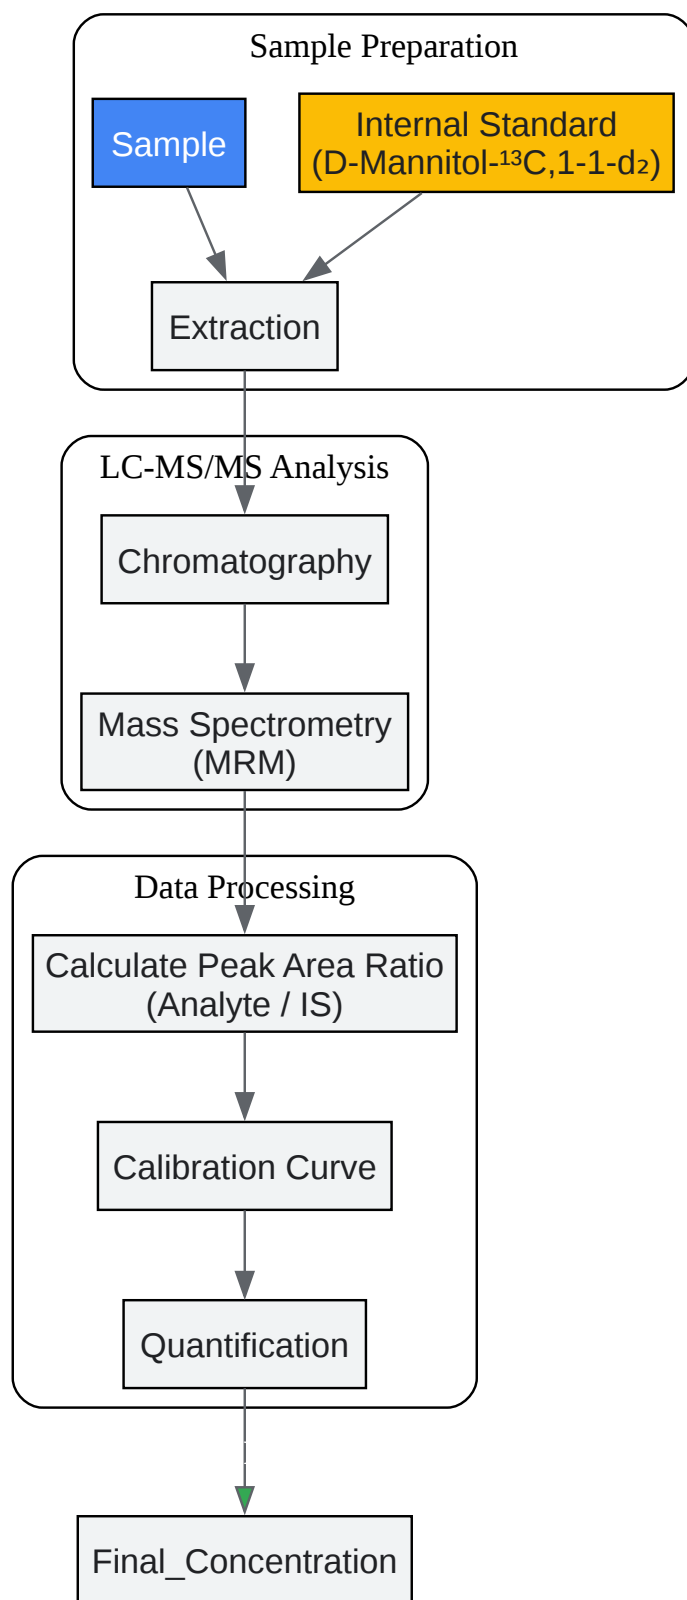 Sample Preparation
Sample
Internal Standard
(D-Mannitol-¹³C,1-1-d₂)
Extraction
LC-MS/MS Analysis
Chromatography
Mass Spectrometry
(MRM)
Data Processing
Calculate Peak Area Ratio
(Analyte / IS)
Calibration Curve
Quantification
Final_Concentration